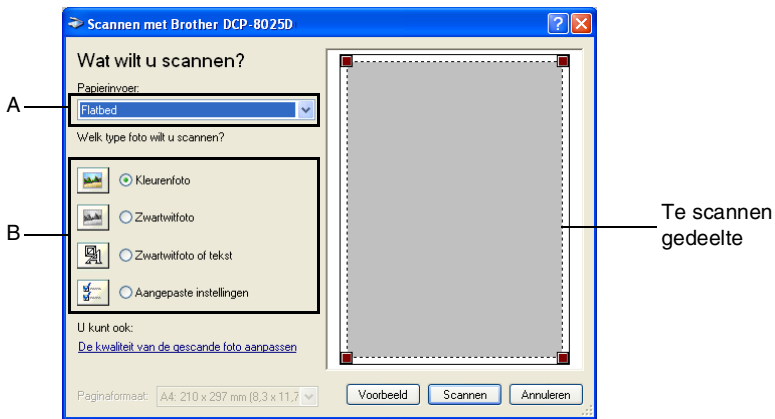 Scannen met Brother DCP-8025D
Wat wilt u scannen?
Papierinvoer:
A
Flatbed
Welk type foto wilt u scannen?
Kleurenfoto
Zwartwitfoto
B
Zwartwitfoto of tekst
Aangepaste instellingen
U kunt ook:
De kwaliteit van de gescande foto aanpassen
Paginaformaat:
A4: 210 x 297 mm (8,3 x 11,7
Voorbeeld
Scannen
Annuleren
Te scannen
gedeelte